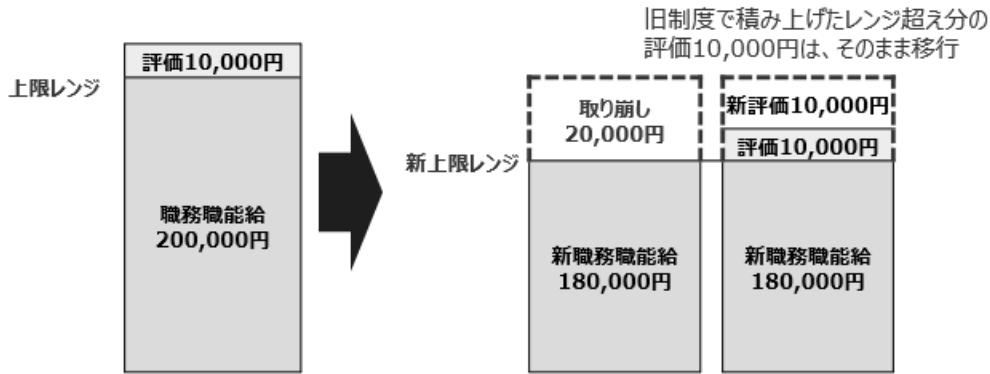 旧制度で積み上げたレンジ超え分の
評価10,000円は、そのまま移行
評価10,000円
上限レンジ
職務職能給
200,000円
取り崩し
20,000円
新評価10,000円
評価10,000円
新上限レンジ
新職務職能給
180,000円
新職務職能給
180,000円